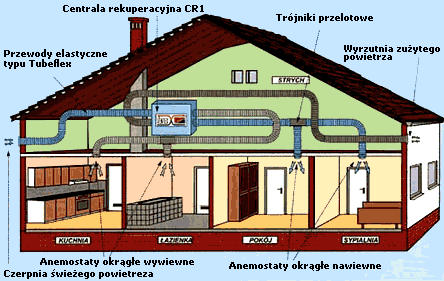 Centrala rekuperacyjna CR1
Trójniki przelotowe
Przewody elastyczne
typu Tubeflex
Wyrzutnia zużytego
powietrza
STRYCH
KUCHNIA
ŁAZIENKA
POKÓJ
SYPIALNIA
Anemostaty okrągłe wywiewne
Anemostaty okrągłe nawiewne
Czerpnia świeżego powietreza